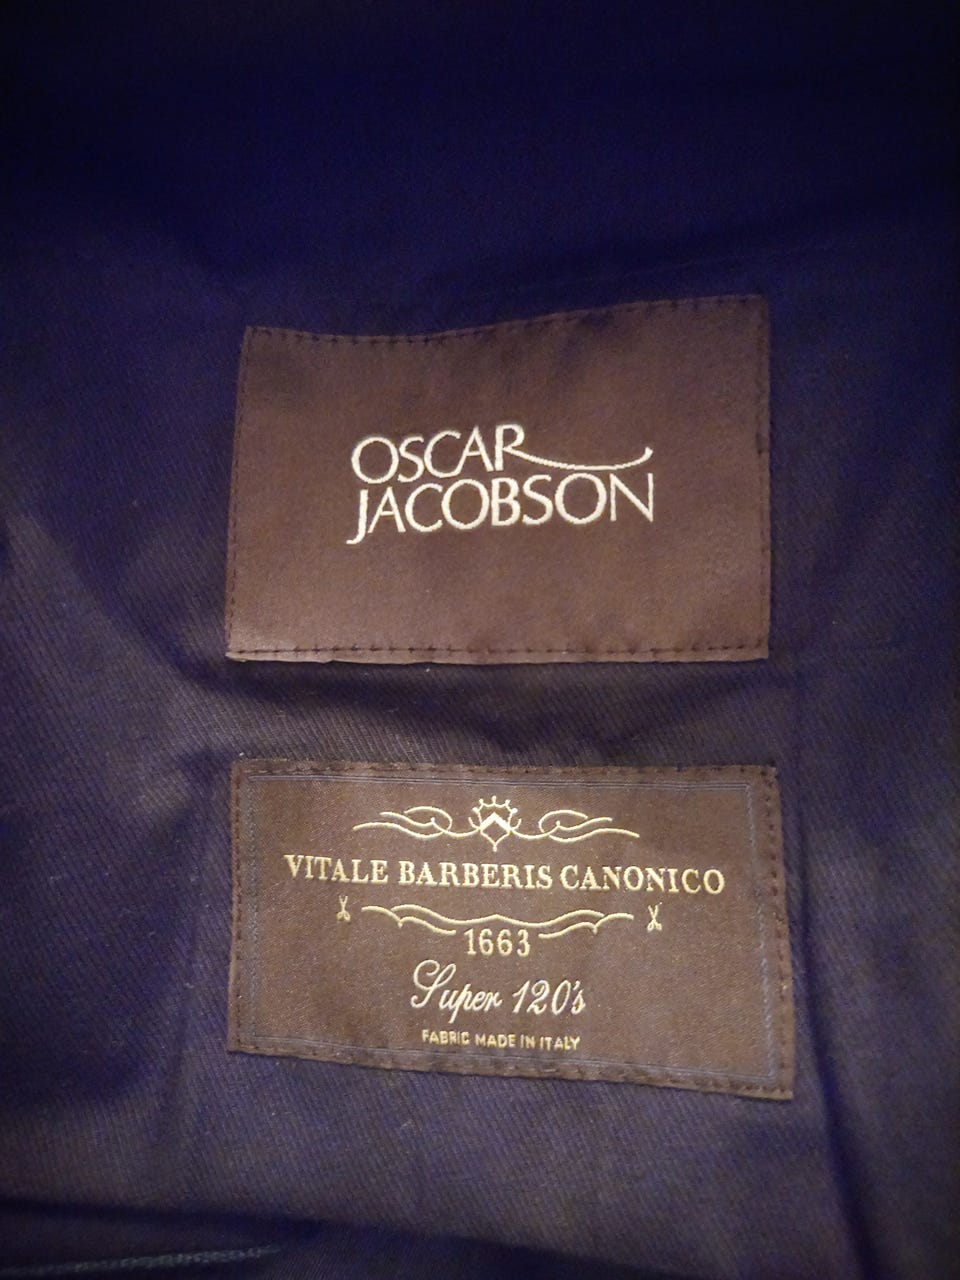 OSCAR
JACOBSON
VITALE BARBERIS CANONICO
1663
Super 120's
FABRIC MADE IN ITALY